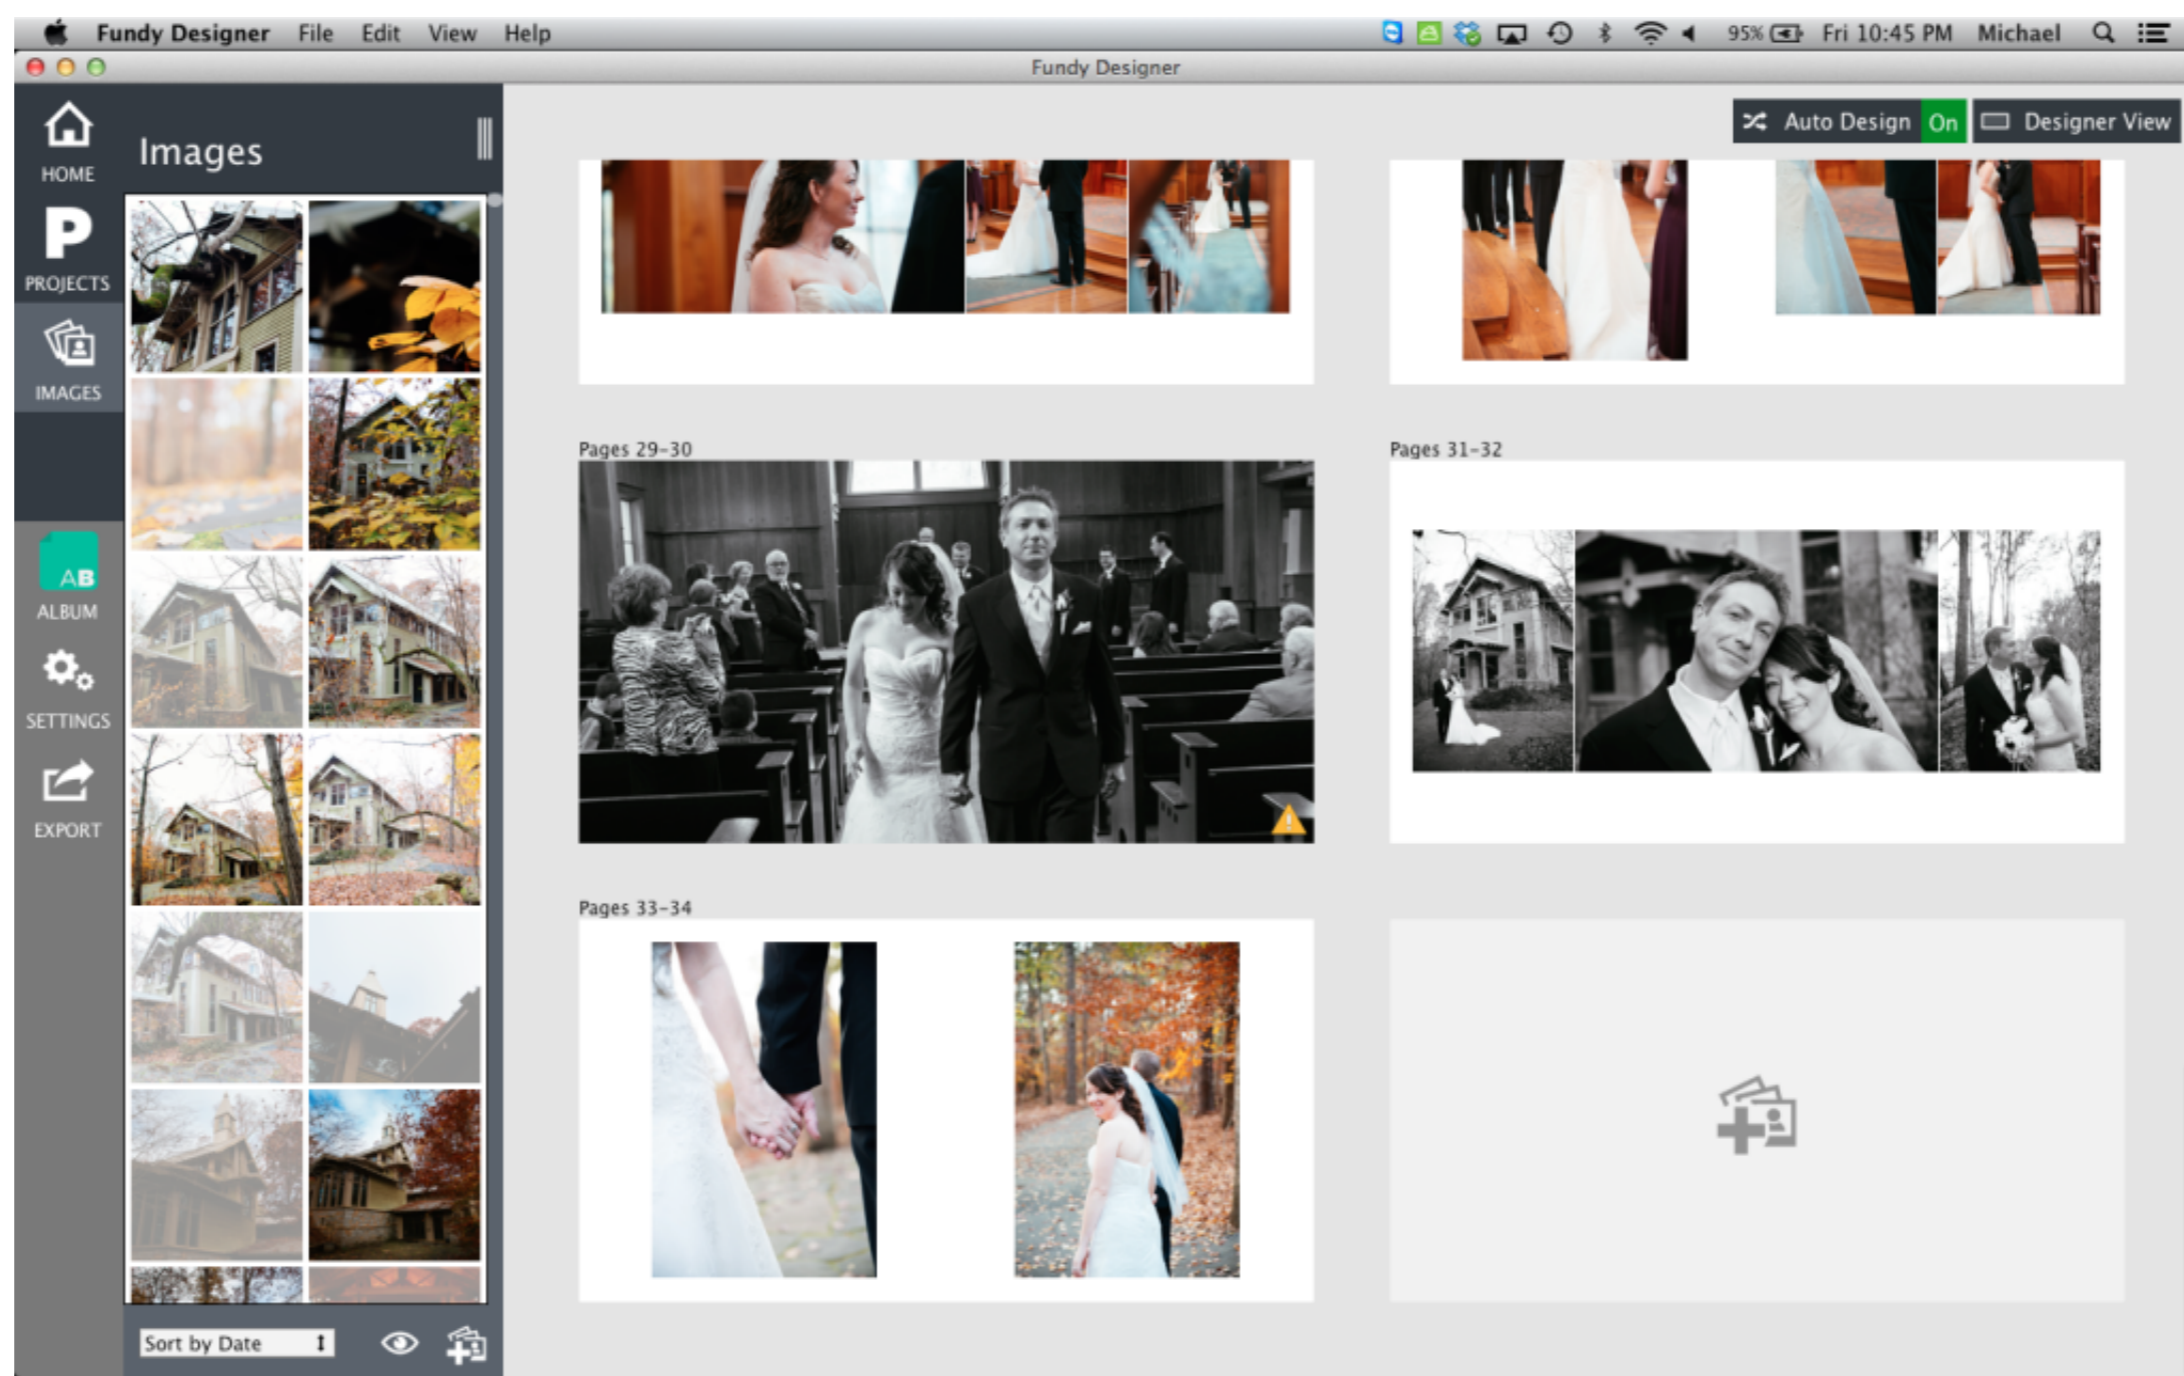 Fundy Designer File Edit View Help 95% Fri 10:45 PM Michael
Fundy Designer
HOME
P
PROJECTS
IMAGES
AB
ALBUM
SETTINGS
EXPORT
Images
Sort by Date
Auto Design On Designer View
Pages 29-30
Pages 31-32
Pages 33-34